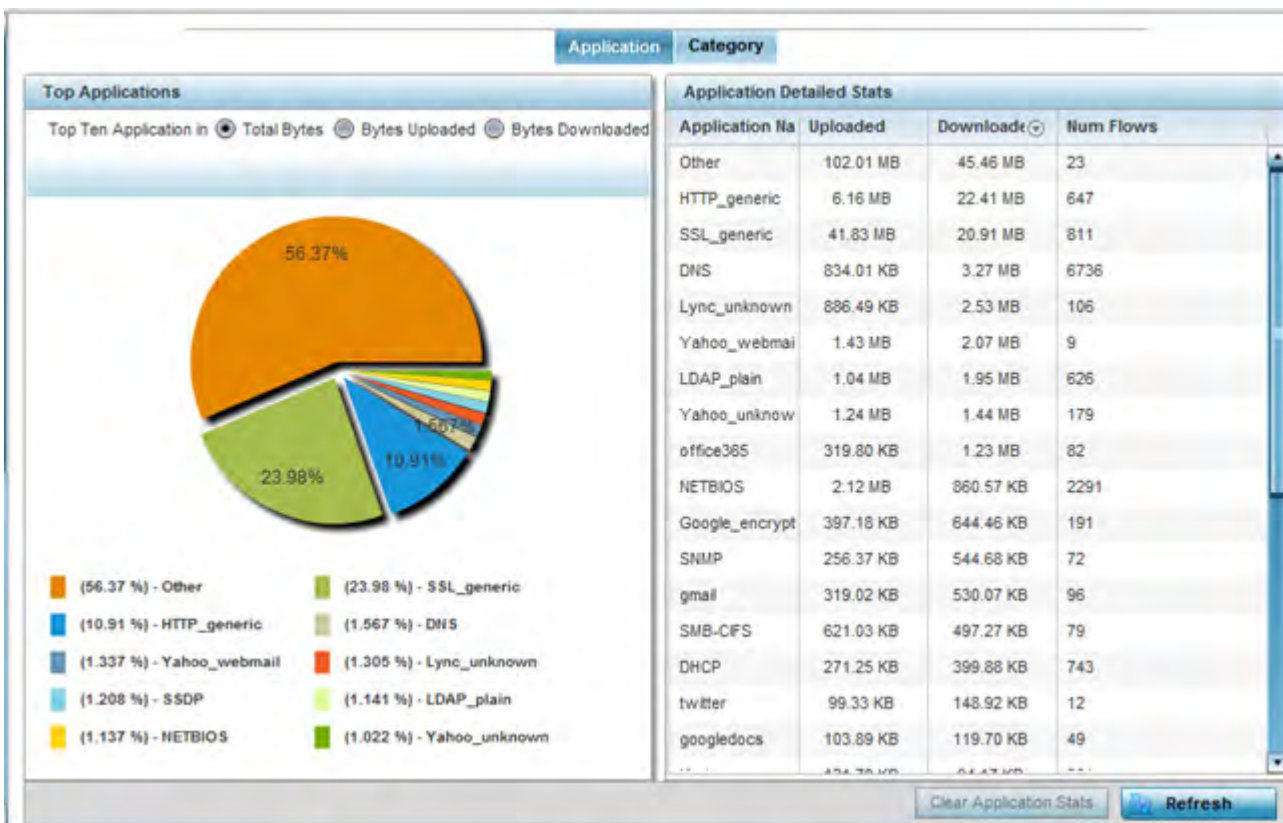 Application Category
Top Applications
Top Ten Application in Total Bytes Bytes Uploaded Bytes Downloaded
56.37%
1.567%
10.91%
23.98%
(56.37 %) - Other (23.98 %) - SSL_generic
(10.91 %) - HTTP_generic (1.567 %) - DNS
(1.337 %) - Yahoo_webmail (1.305 %) - Lync_unknown
(1.208 %) - SSDP (1.141 %) - LDAP_plain
(1.137 %) - NETBIOS (1.022 %) - Yahoo_unknown
Application Detailed Stats
Application Na Uploaded Downloade Num Flows
Other 102.01 MB 45.46 MB 23
HTTP_generic 6.16 MB 22.41 MB 647
SSL_generic 41.83 MB 20.91 MB 811
DNS 834.01 KB 3.27 MB 6736
Lync_unknown 886.49 KB 2.53 MB 106
Yahoo_webmai 1.43 MB 2.07 MB 9
LDAP_plain 1.04 MB 1.95 MB 626
Yahoo_unknow 1.24 MB 1.44 MB 179
office365 319.80 KB 1.23 MB 82
NETBIOS 2.12 MB 860.57 KB 2291
Google_encrypt 397.18 KB 644.46 KB 191
SNMP 256.37 KB 544.68 KB 72
gmail 319.02 KB 530.07 KB 96
SMB-CIFS 621.03 KB 497.27 KB 79
DHCP 271.25 KB 399.88 KB 743
twitter 99.33 KB 148.92 KB 12
googledocs 103.89 KB 119.70 KB 49
Clear Application Stats Refresh